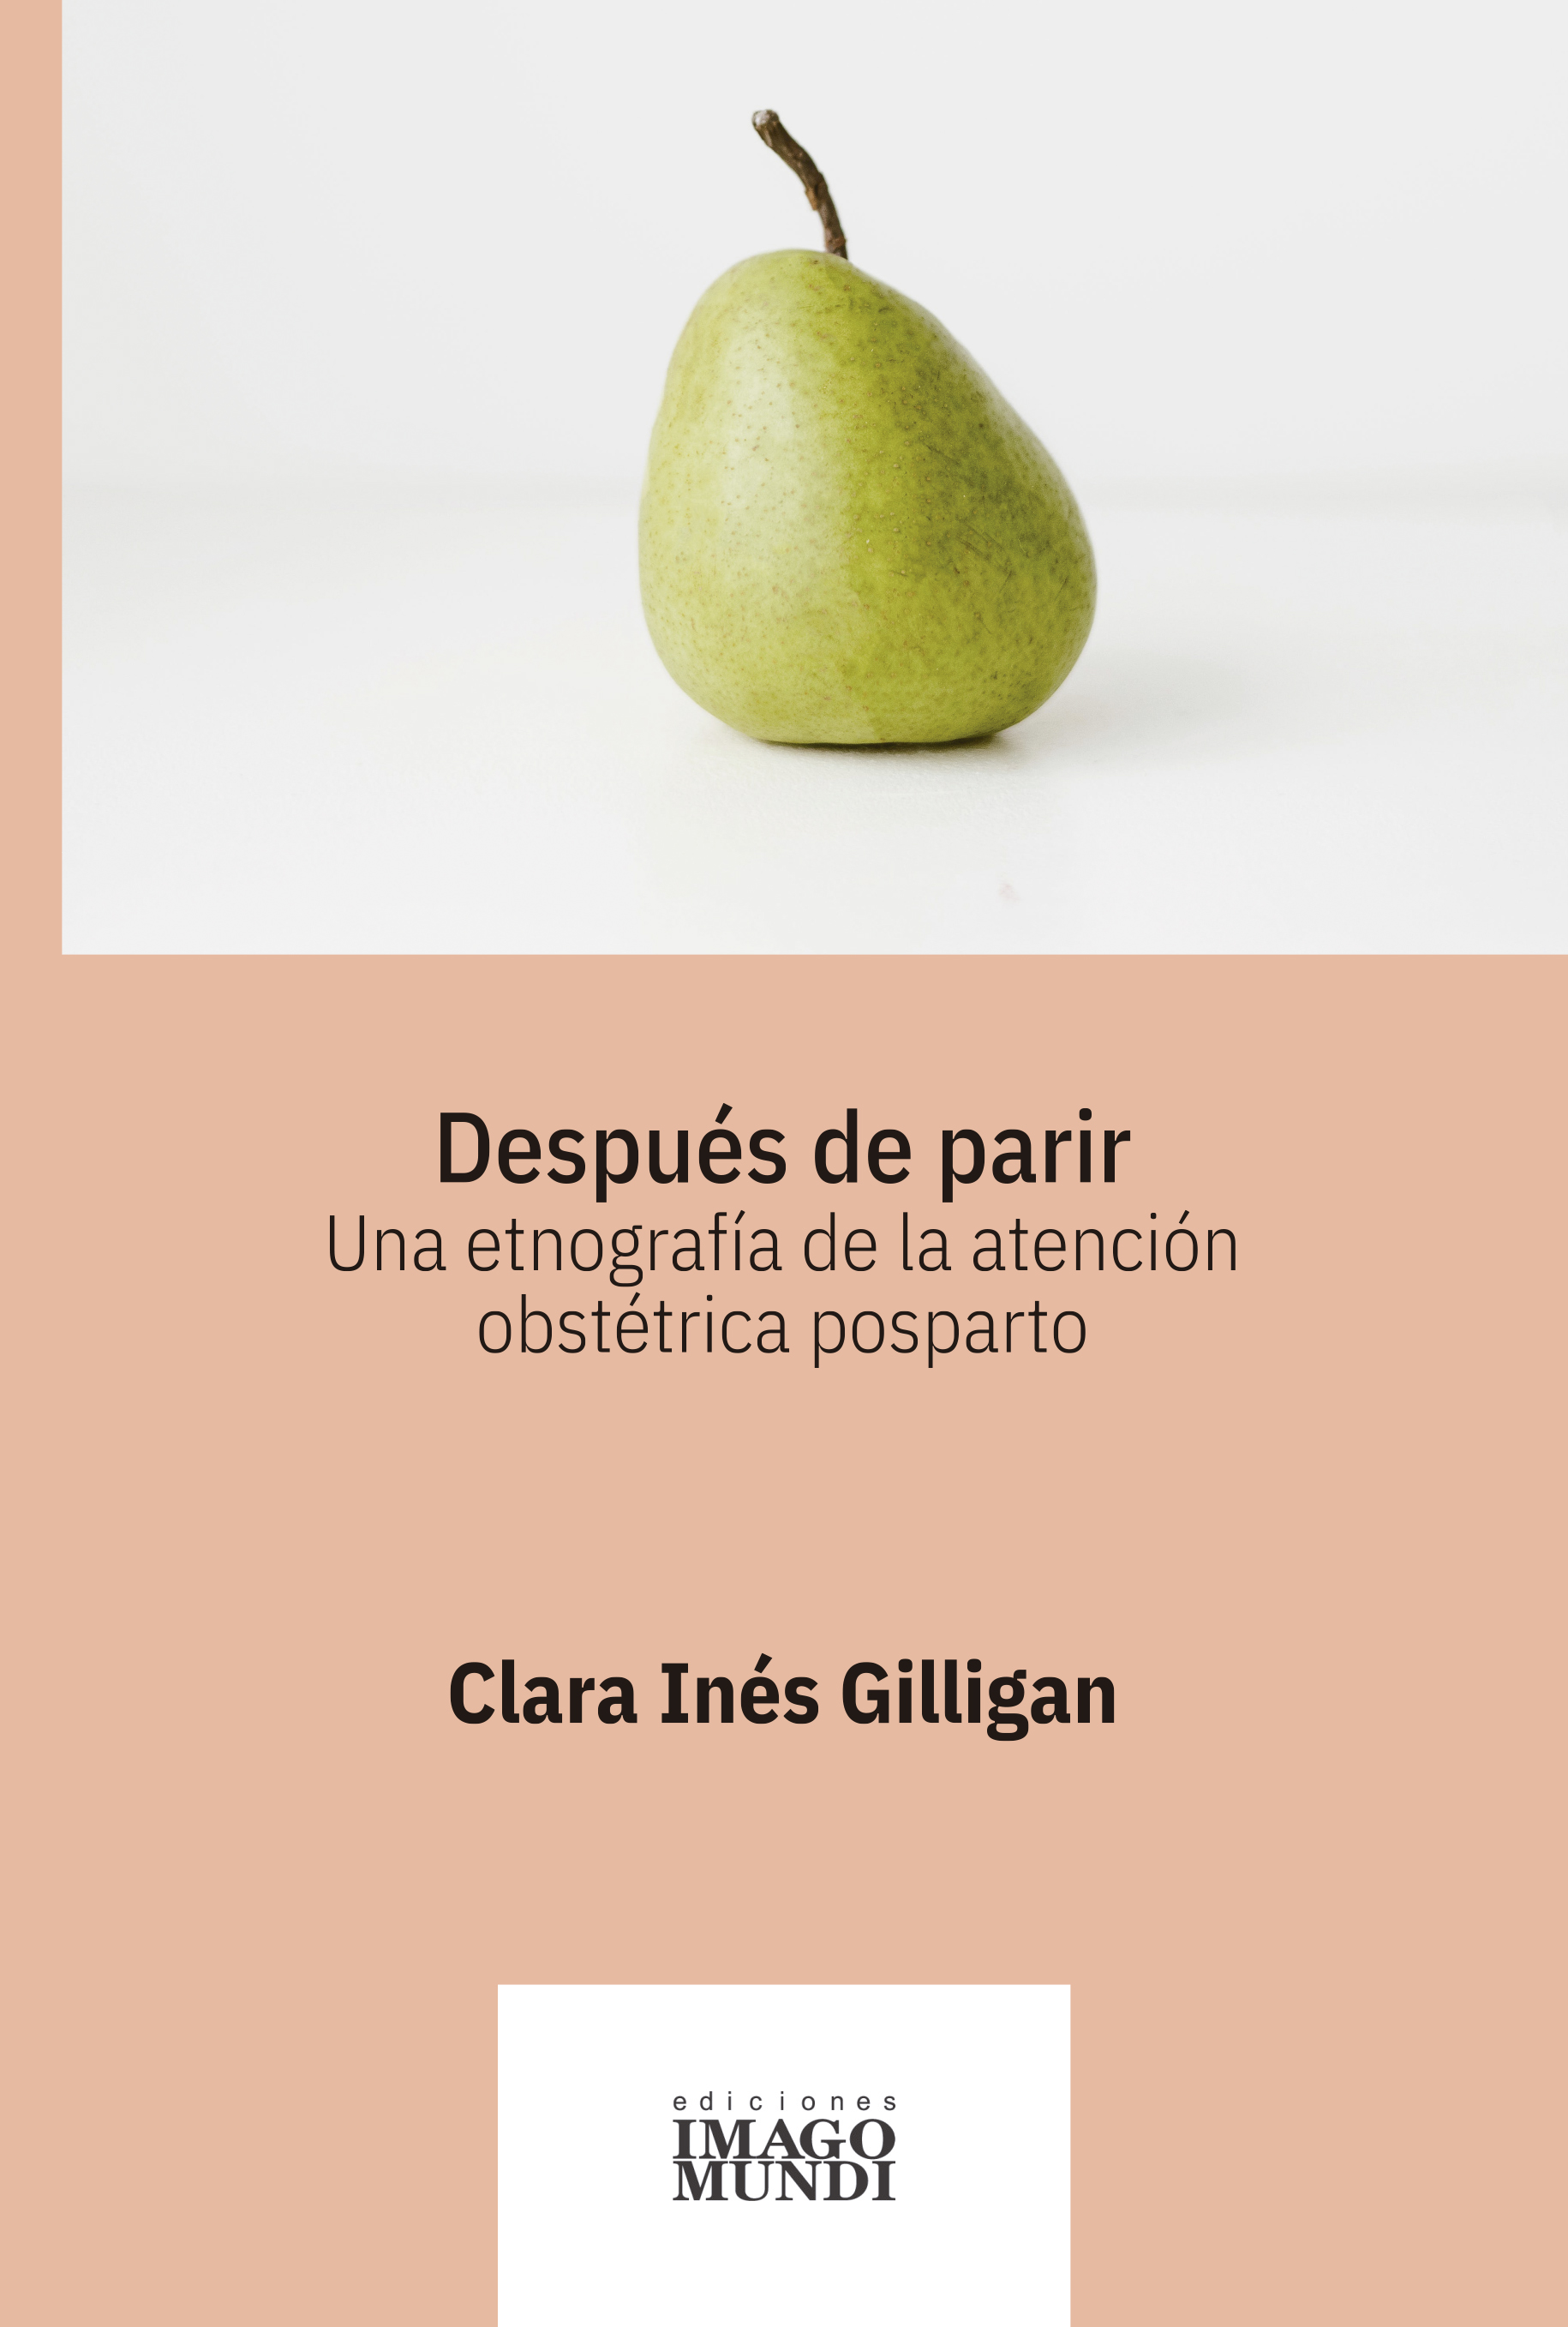 Después de parir
Una etnografía de la atención
obstétrica posparto
Clara Inés Gilligan
ediciones
IMAGO
MUNDI